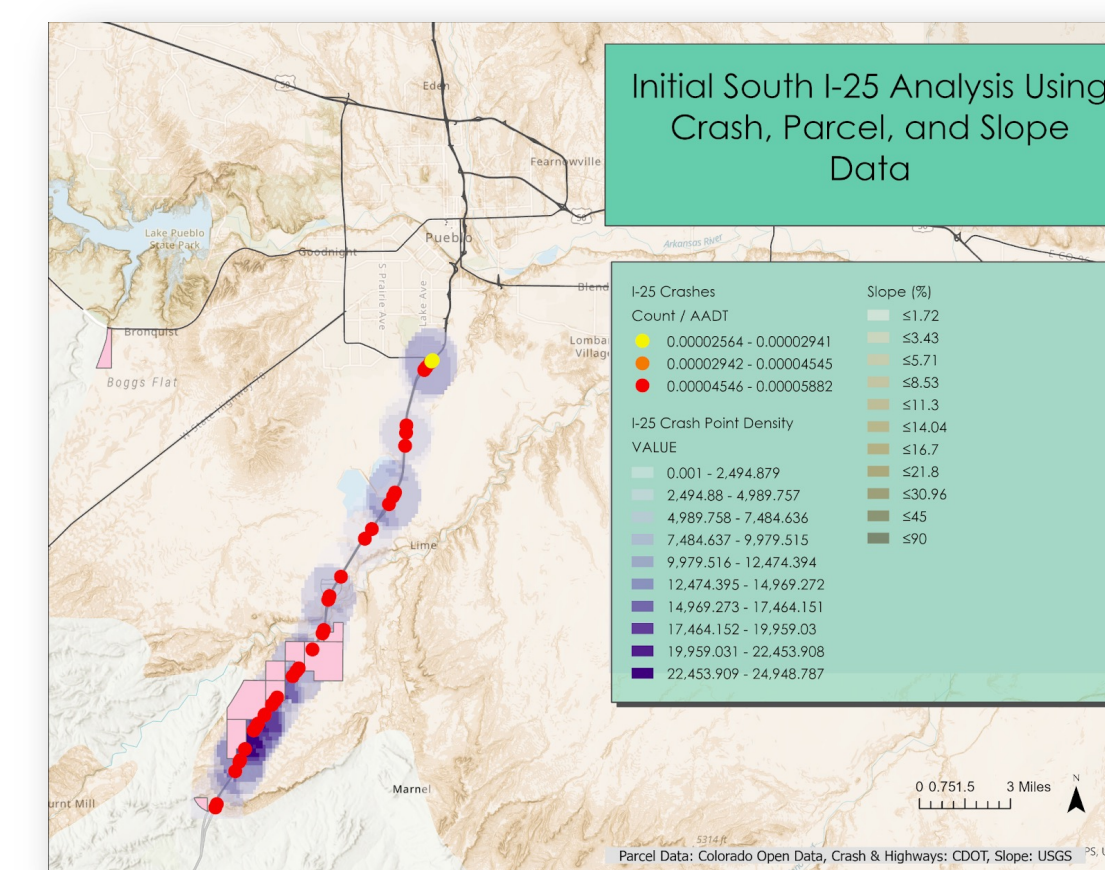 Initial South I-25 Analysis Using
Crash, Parcel, and Slope
Data
50
Eden
Fearnowville
50
50
Lake Pueblo
State Park
Goodnight
Pueblo
Arkansas River
S Prairie Ave
Lake Ave
Blend
Bronquist
Lombar
Village
Boggs Flat
I-25 Crashes
Count / AADT
0.00002564 - 0.00002941
0.00002942 - 0.00004545
0.00004546 - 0.00005882
I-25 Crash Point Density
VALUE
0.001 - 2,494.879
2,494.88 - 4,989.757
4,989.758 - 7,484.636
7,484.637 - 9,979.515
9,979.516 - 12,474.394
12,474.395 - 14,969.272
14,969.273 - 17,464.151
17,464.152 - 19,959.03
19,959.031 - 22,453.908
22,453.909 - 24,948.787
Slope (%)
≤1.72
≤3.43
≤5.71
≤8.53
≤11.3
≤14.04
≤16.7
≤21.8
≤30.96
≤45
≤90
Lime
Marnel
urnt Mill
0 0.751.5 3 Miles
N
5314 ft
Parcel Data: Colorado Open Data, Crash & Highways: CDOT, Slope: USGS